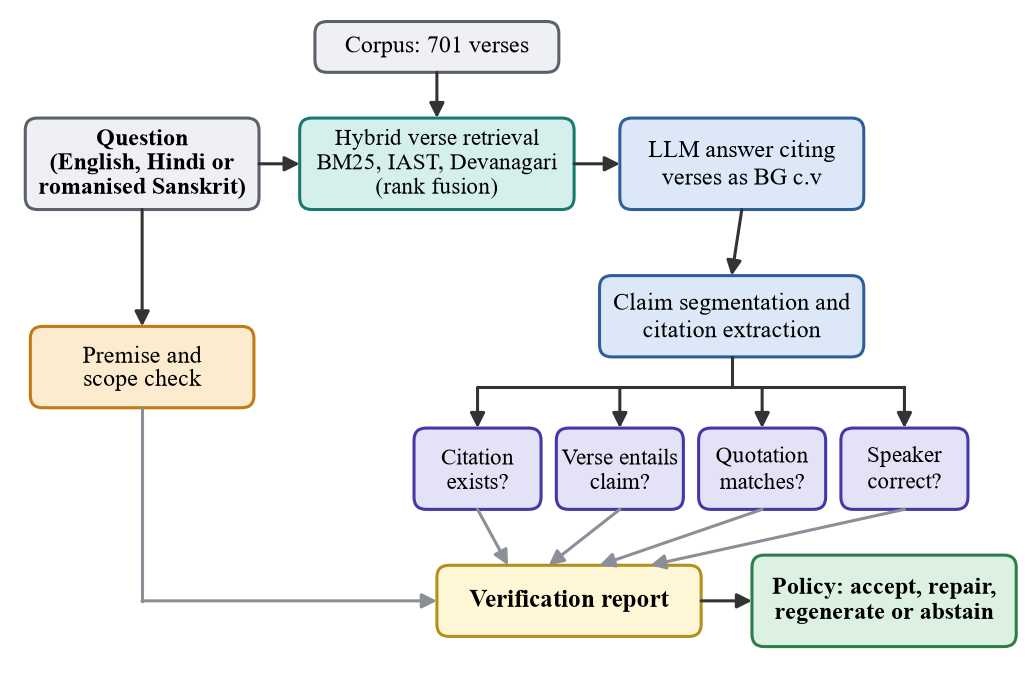 Corpus: 701 verses
Question
(English, Hindi or
romanised Sanskrit)
Hybrid verse retrieval
BM25, IAST, Devanagari
(rank fusion)
LLM answer citing
verses as BG c.v
Claim segmentation and
citation extraction
Premise and
scope check
Citation
exists?
Verse entails
claim?
Quotation
matches?
Speaker
correct?
Verification report
Policy: accept, repair,
regenerate or abstain